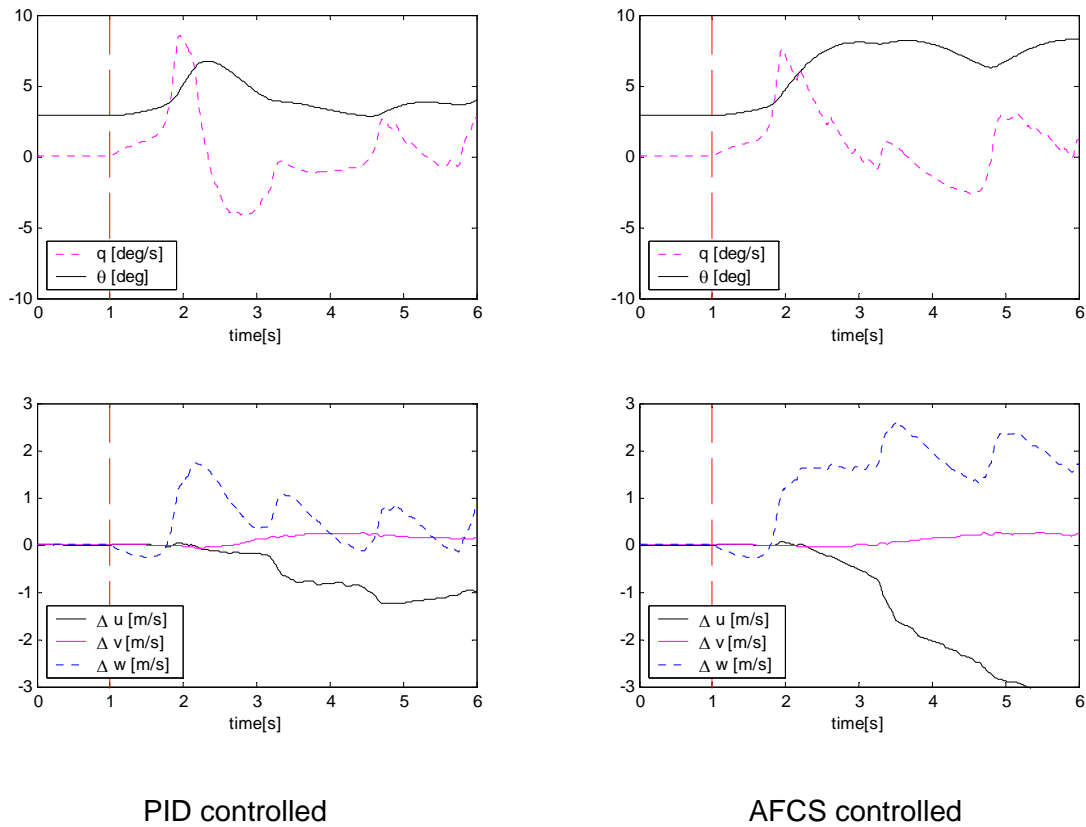 10
5
0
-5
-10
q [deg/s]
θ [deg]
0 1 2 3 4 5 6
time[s]
10
5
0
-5
-10
q [deg/s]
θ [deg]
0 1 2 3 4 5 6
time[s]
3
2
1
0
-1
-2
-3
Δ u [m/s]
Δ v [m/s]
Δ w [m/s]
0 1 2 3 4 5 6
time[s]
3
2
1
0
-1
-2
-3
Δ u [m/s]
Δ v [m/s]
Δ w [m/s]
0 1 2 3 4 5 6
time[s]
PID controlled
AFCS controlled